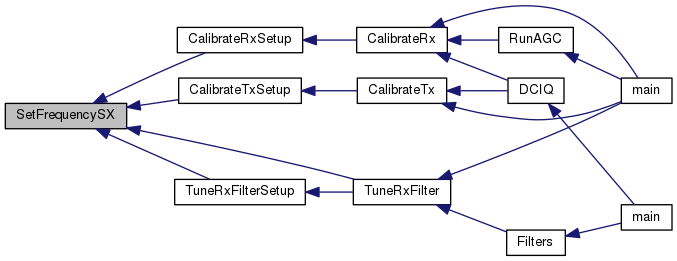 CalibrateRxSetup
CalibrateRx
RunAGC
CalibrateTxSetup
CalibrateTx
DCIQ
main
SetFrequencySX
TuneRxFilterSetup
TuneRxFilter
main
Filters